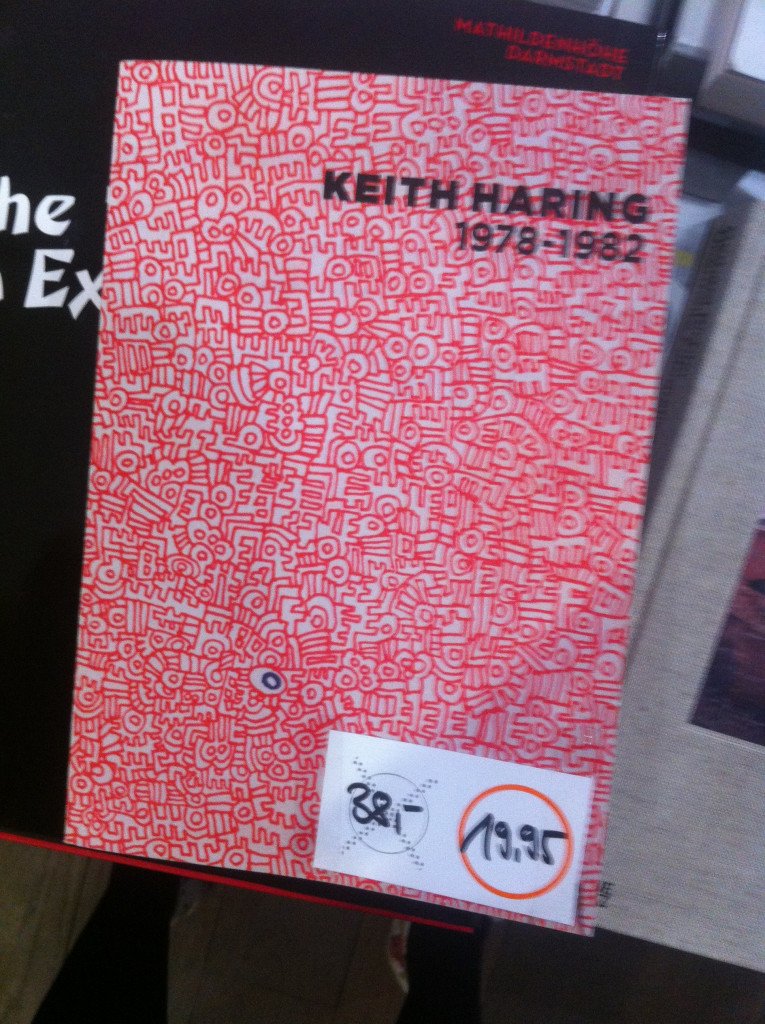 MATHILDENHÖHE
DARMSTADT
he
Ex
KEITH HARING
1978-1982
38,-
19,95